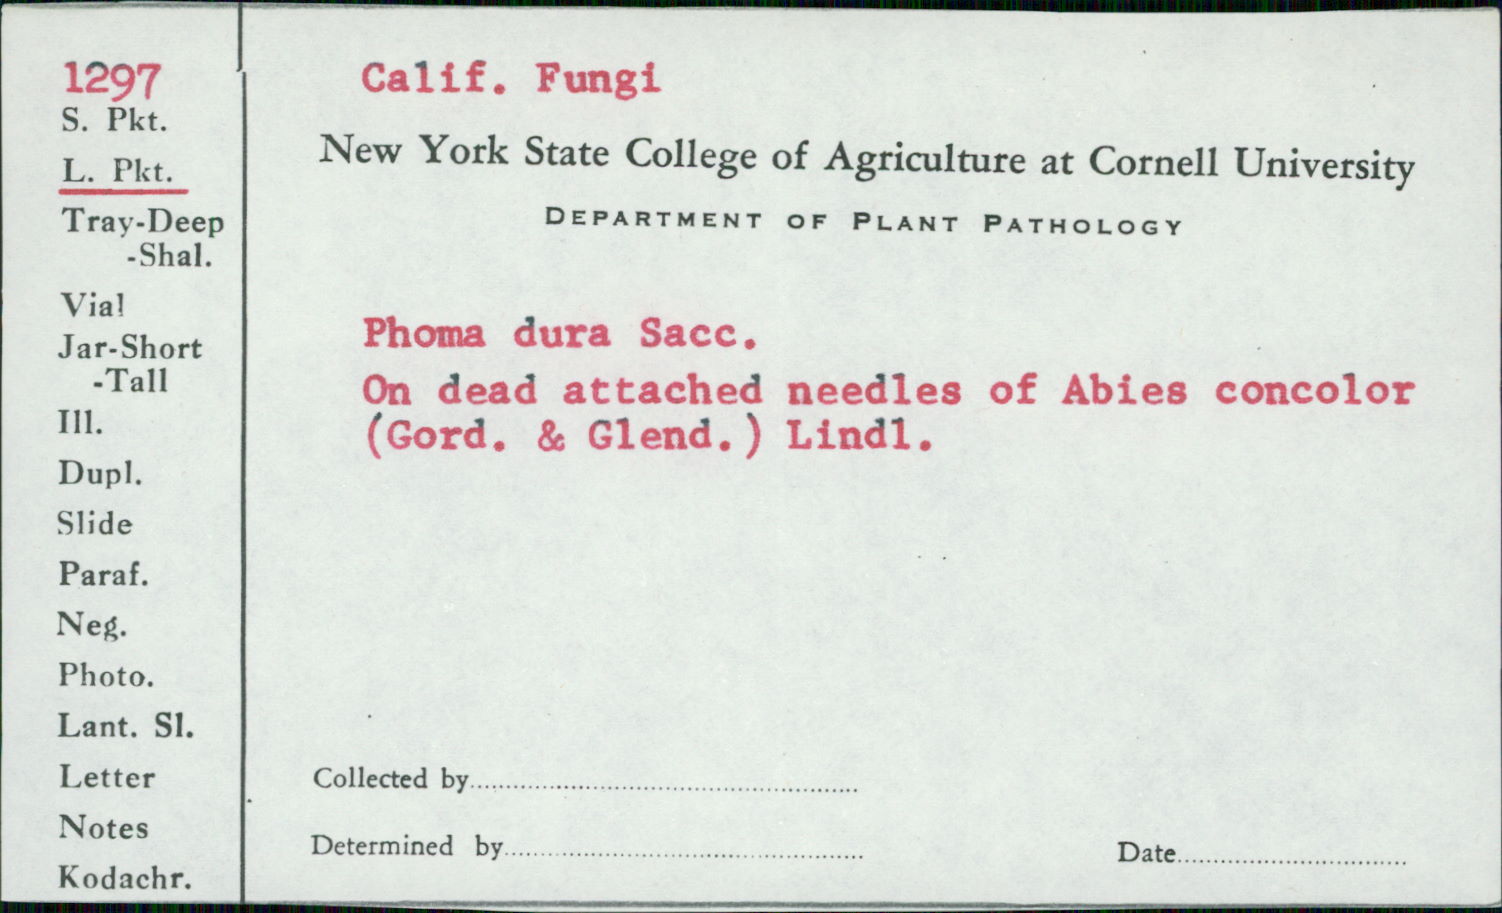 1297
S. Pkt.
L. Pkt.
Tray-Deep
-Shal.
Vial
Jar-Short
-Tall
Ill.
Dupl.
Slide
Paraf.
Neg.
Photo.
Lant. Sl.
Letter
Notes
Kodachr.
Calif. Fungi
New York State College of Agriculture at Cornell University
DEPARTMENT OF PLANT PATHOLOGY
Phoma dura Sacc.
On dead attached needles of Abies concolor
(Gord. & Glend.) Lindl.
Collected by
Determined by
Date